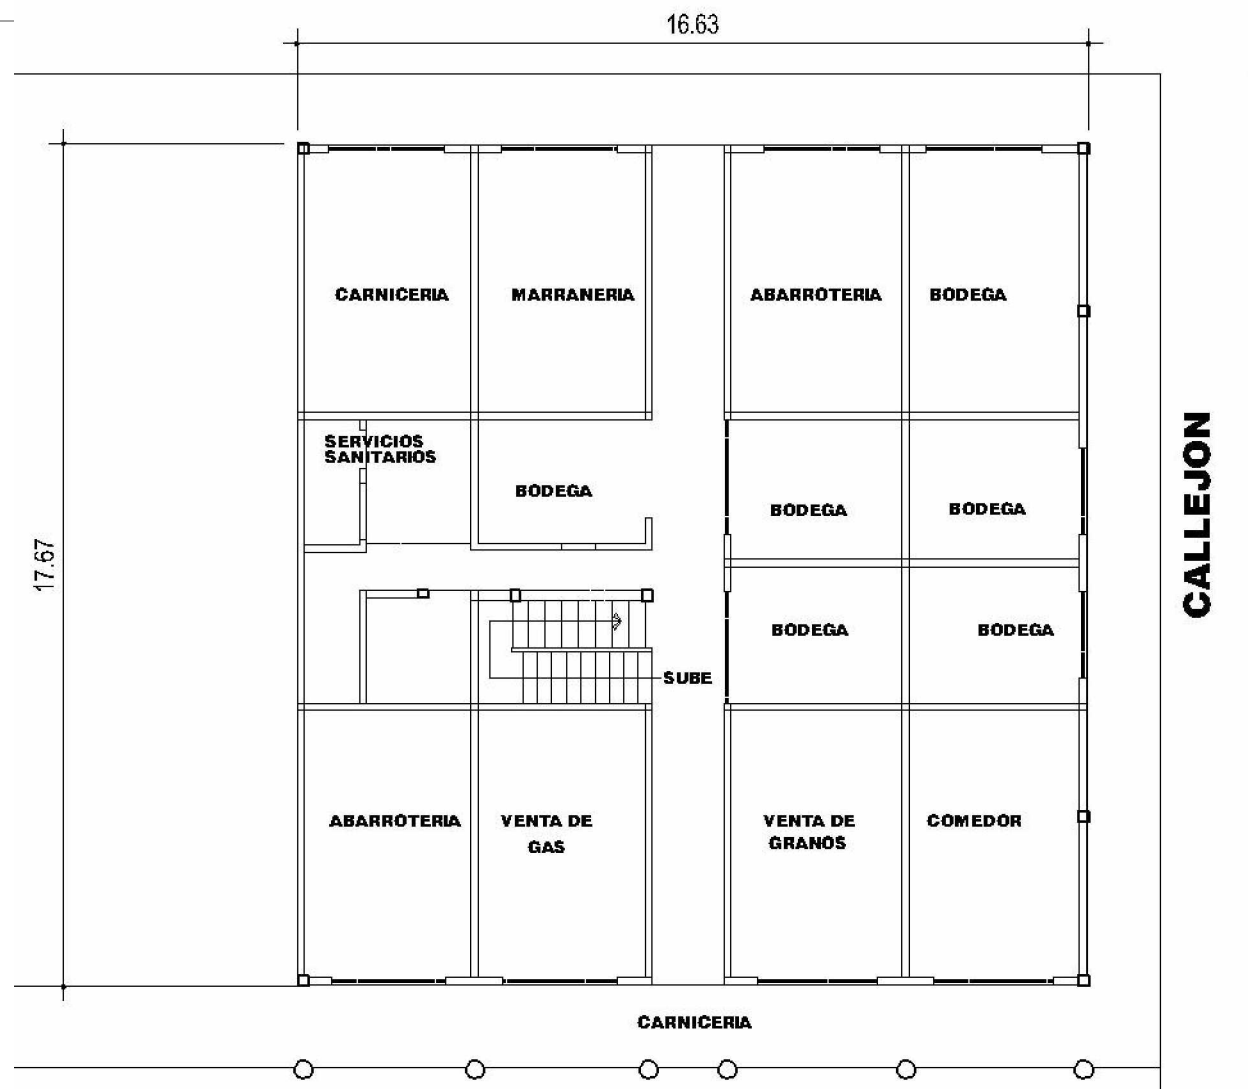 16.63
17.67
CARNICERIA
MARRANERIA
ABARROTERIA
BODEGA
SERVICIOS
SANITARIOS
BODEGA
BODEGA
BODEGA
BODEGA
BODEGA
SUBE
CALLEJON
ABARROTERIA
VENTA DE
GAS
VENTA DE
GRANOS
COMEDOR
CARNICERIA